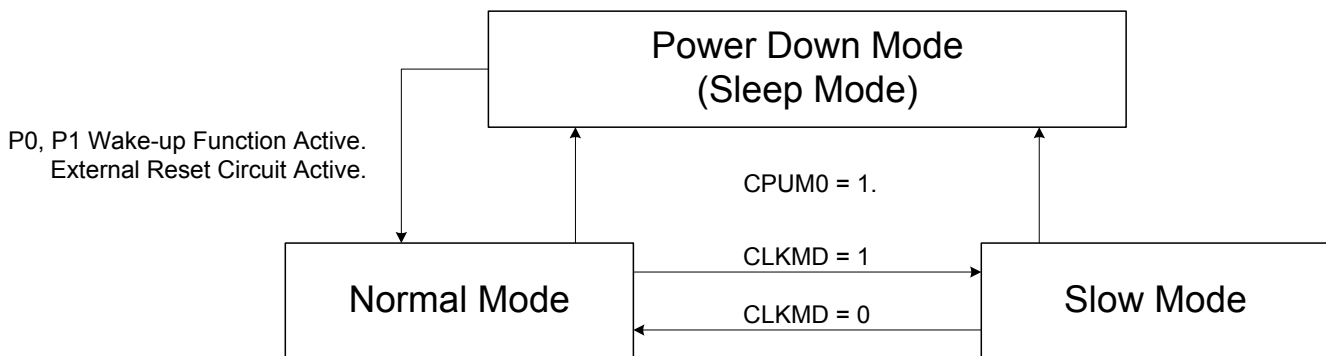 Power Down Mode
(Sleep Mode)
P0, P1 Wake-up Function Active.
External Reset Circuit Active.
CPUM0 = 1.
CLKMD = 1
Normal Mode
Slow Mode
CLKMD = 0